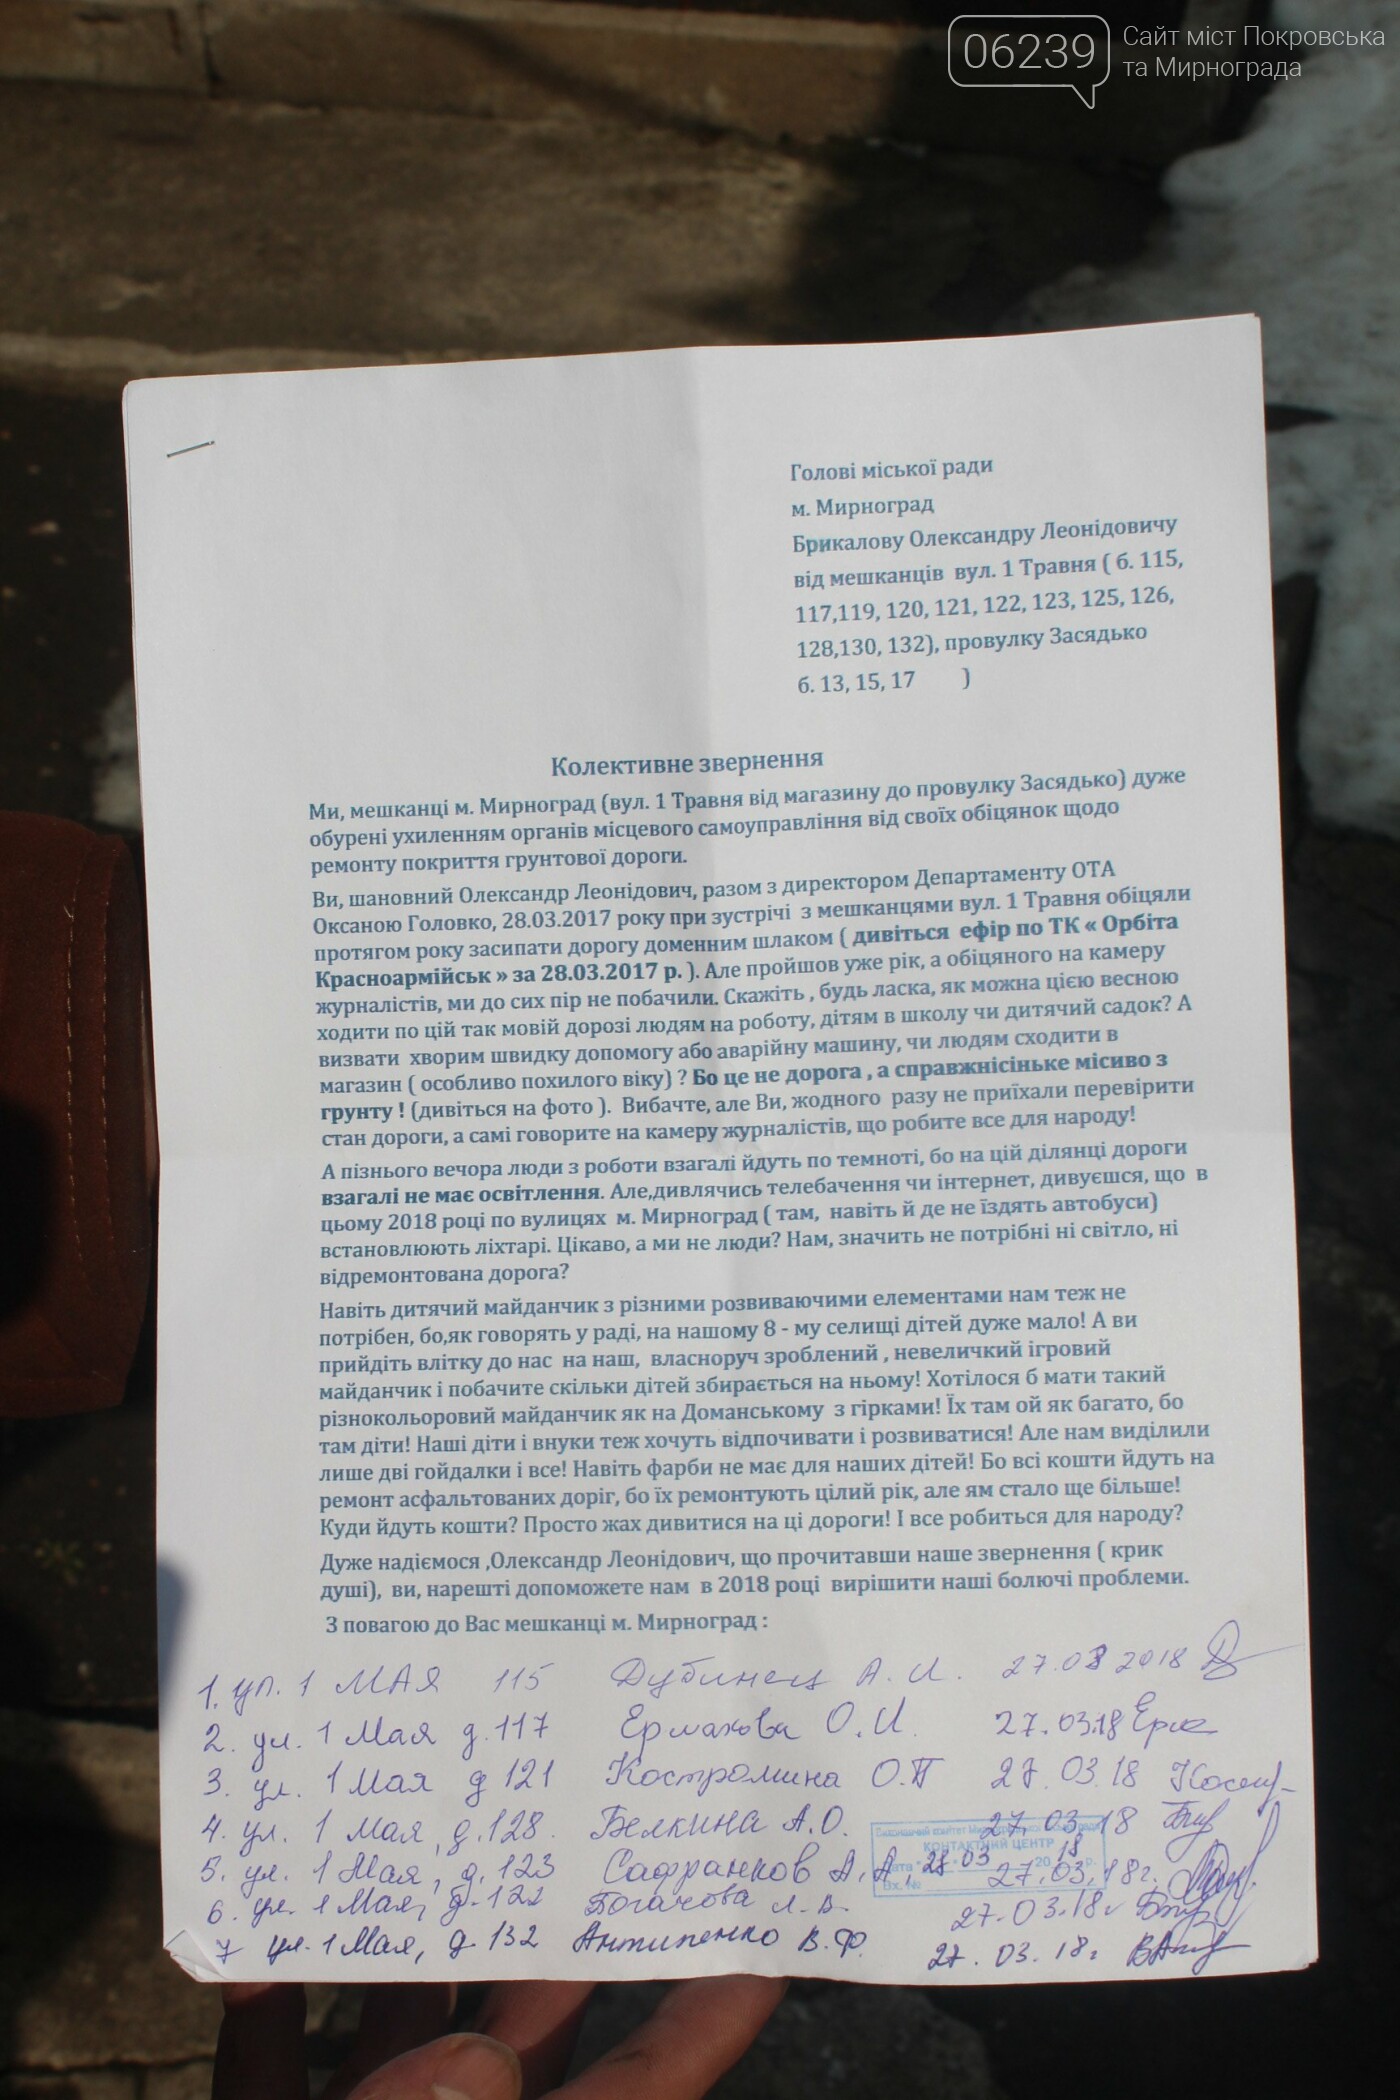 06239
Сайт міст Покровська
та Мирнограда
Голові міської ради
м. Мирноград
Брикалову Олександру Леонідовичу
від мешканців вул. 1 Травня ( б. 115,
117,119, 120, 121, 122, 123, 125, 126,
128,130, 132), провулку Засядько
б. 13, 15, 17 )
Колективне звернення
Ми, мешканці м. Мирноград (вул. 1 Травня від магазину до провулку Засядько) дуже
обурені ухиленням органів місцевого самоуправління від своїх обіцянок щодо
ремонту покриття грунтової дороги.
Ви, шановний Олександр Леонідович, разом з директором Департаменту ОТА
Оксаною Головко, 28.03.2017 року при зустрічі з мешканцями вул. 1 Травня обіцяли
протягом року засипати дорогу доменним шлаком ( дивіться ефір по ТК « Орбіта
Красноармійськ » за 28.03.2017 р. ). Але пройшов уже рік, а обіцяного на камеру
журналістів, ми до сих пір не побачили. Скажіть , будь ласка, як можна цією весною
ходити по цій так мовій дорозі людям на роботу, дітям в школу чи дитячий садок? А
визвати хворим швидку допомогу або аварійну машину, чи людям сходити в
магазин ( особливо похилого віку) ? Бо це не дорога , а справжнісіньке місиво з
грунту ! (дивіться на фото ). Вибачте, але Ви, жодного разу не приїхали перевірити
стан дороги, а самі говорите на камеру журналістів, що робите все для народу!
А пізнього вечора люди з роботи взагалі йдуть по темноті, бо на цій ділянці дороги
взагалі не має освітлення. Але,дивлячись телебачення чи інтернет, дивуєшся, що в
цьому 2018 році по вулицях м. Мирноград ( там, навіть й де не їздять автобуси)
встановлюють ліхтарі. Цікаво, а ми не люди? Нам, значить не потрібні ні світло, ні
відремонтована дорога?
Навіть дитячий майданчик з різними розвиваючими елементами нам теж не
потрібен, бо,як говорять у раді, на нашому 8 - му селищі дітей дуже мало! А ви
прийдіть влітку до нас на наш, власноруч зроблений , невеличкий ігровий
майданчик і побачите скільки дітей збирається на ньому! Хотілося б мати такий
різнокольоровий майданчик як на Доманському з гірками! Їх там ой як багато, бо
там діти! Наші діти і внуки теж хочуть відпочивати і розвиватися! Але нам виділили
лише дві гойдалки і все! Навіть фарби не має для наших дітей! Бо всі кошти йдуть на
ремонт асфальтованих доріг, бо їх ремонтують цілий рік, але ям стало ще більше!
Куди йдуть кошти? Просто жах дивитися на ці дороги! І все робиться для народу?
Дуже надіємося ,Олександр Леонідович, що прочитавши наше звернення ( крик
душі), ви, нарешті допоможете нам в 2018 році вирішити наші болючі проблеми.
З повагою до Вас мешканці м. Мирноград :
1. ул. 1 МАЯ 115 Дубинец А. И. 27.03 2018
2. ул. 1 Мая д. 117 Ермакова О. И. 27.03.18
3. ул. 1 Мая д 121 Костромина О.П 27.03.18
4. ул. 1 Мая, д. 128. Белкина А.О. 27.03.18
КОНТАКТНИЙ ЦЕНТР
5. ул. 1 Мая, д. 123 Сафранков А.А. 27.03.18г.
Дата 28 03 20 18 р.
Вх. №
6. ул. 1 Мая, д. 122 Богачова Л. В. 27.03.18г
7 ул. 1 Мая, д 132 Антипенко В. Ф. 27. 03. 18г